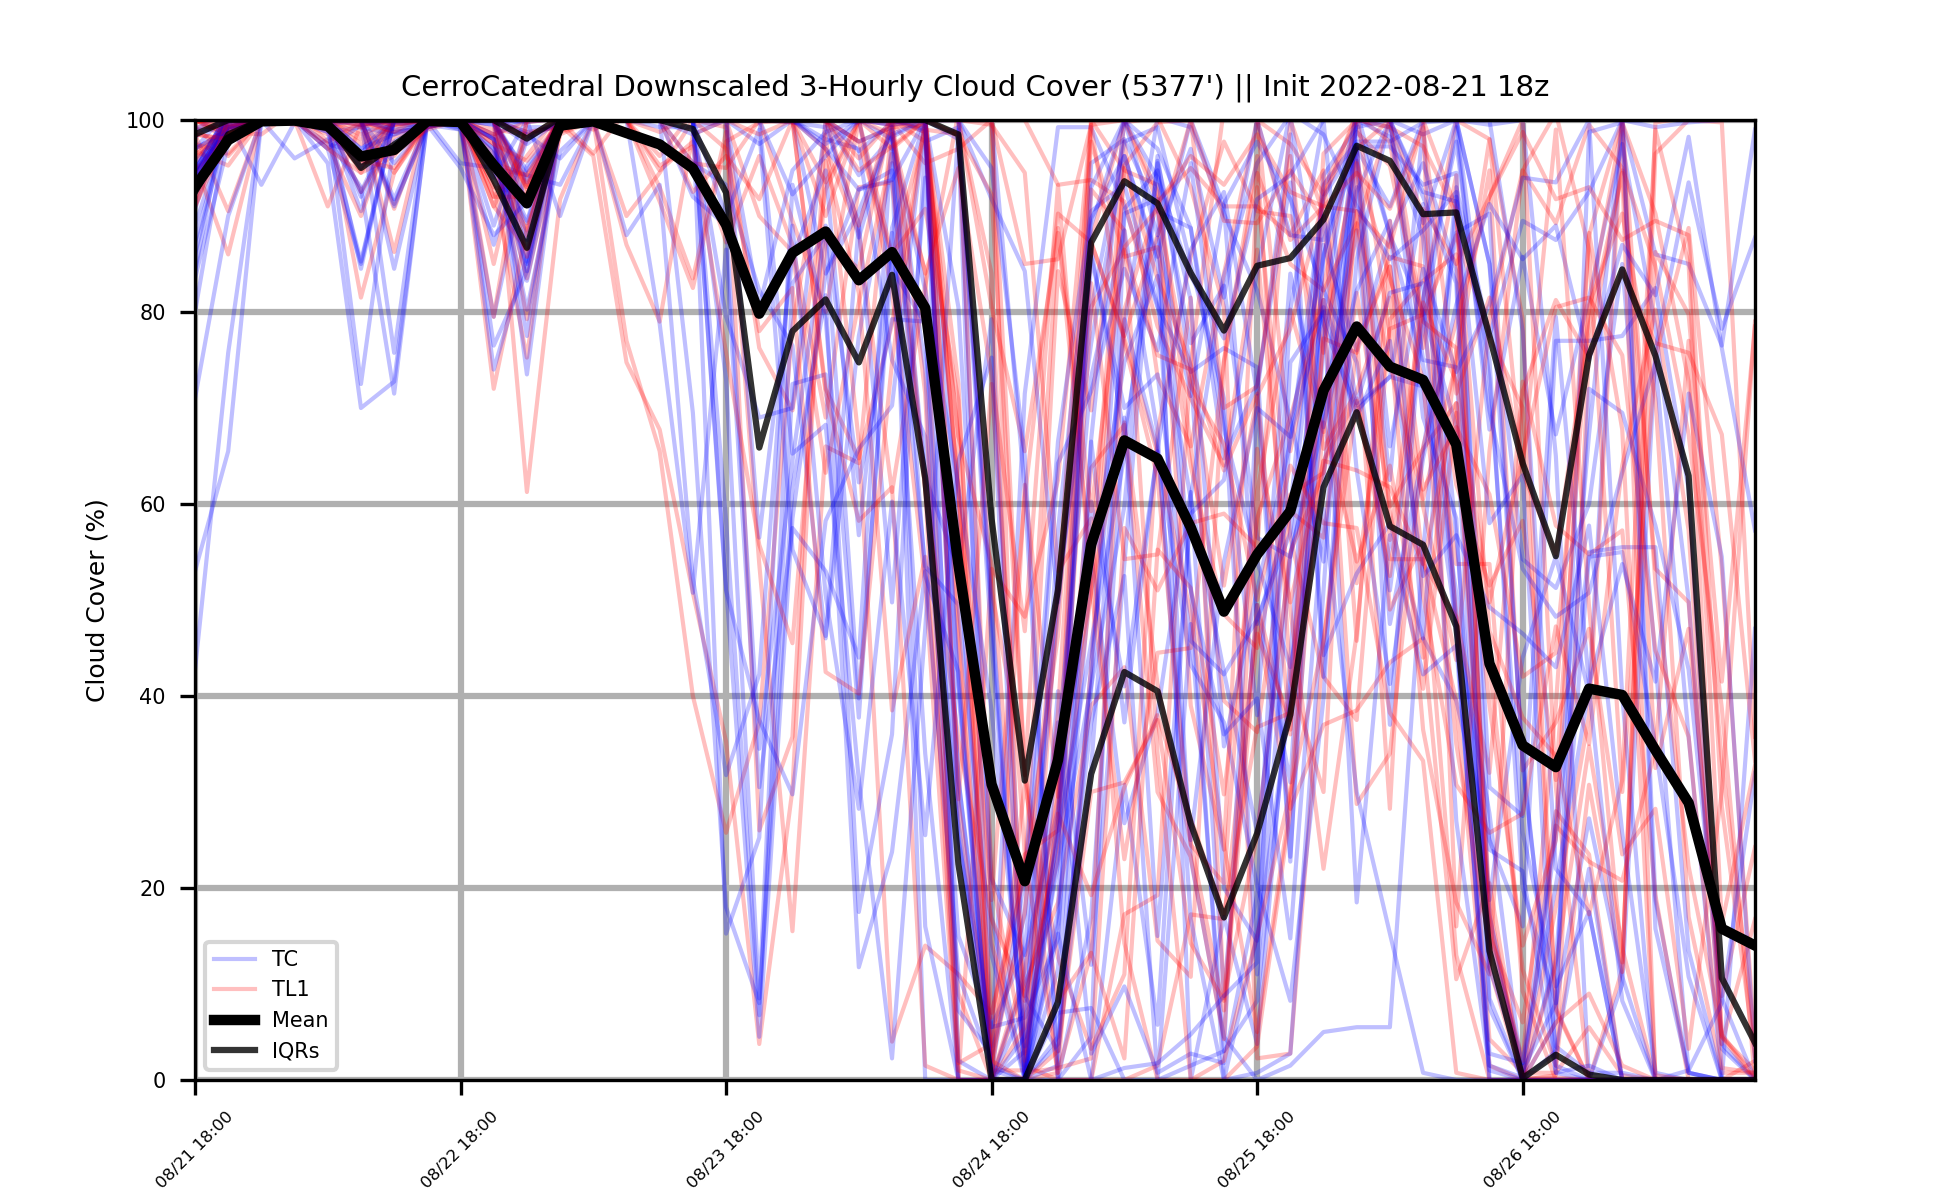 CerroCatedral Downscaled 3-Hourly Cloud Cover (5377') || Init 2022-08-21 18z
Cloud Cover (%)
100
80
60
40
20
0
TC
TL1
Mean
IQRs
08/21 18:00
08/22 18:00
08/23 18:00
08/24 18:00
08/25 18:00
08/26 18:00